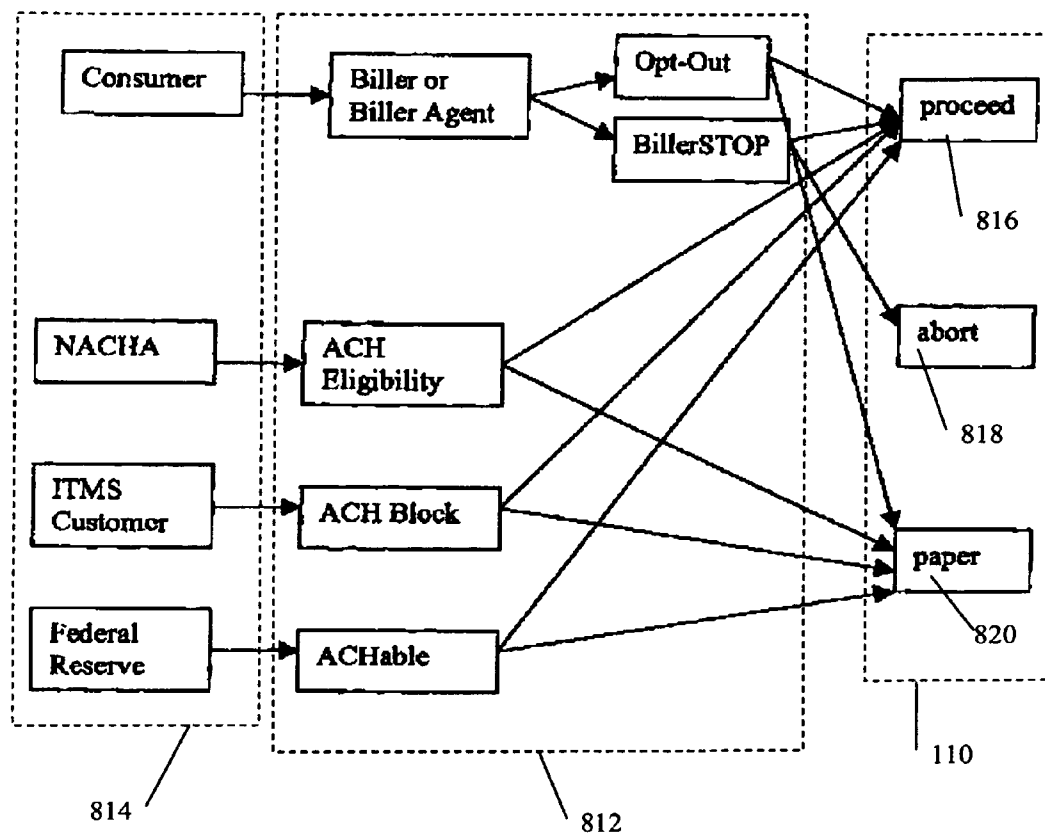 Consumer
Biller or
Biller Agent
Opt-Out
BillerSTOP
proceed
816
NACHA
ACH
Eligibility
abort
818
ITMS
Customer
ACH Block
paper
820
Federal
Reserve
ACHable
814
812
110